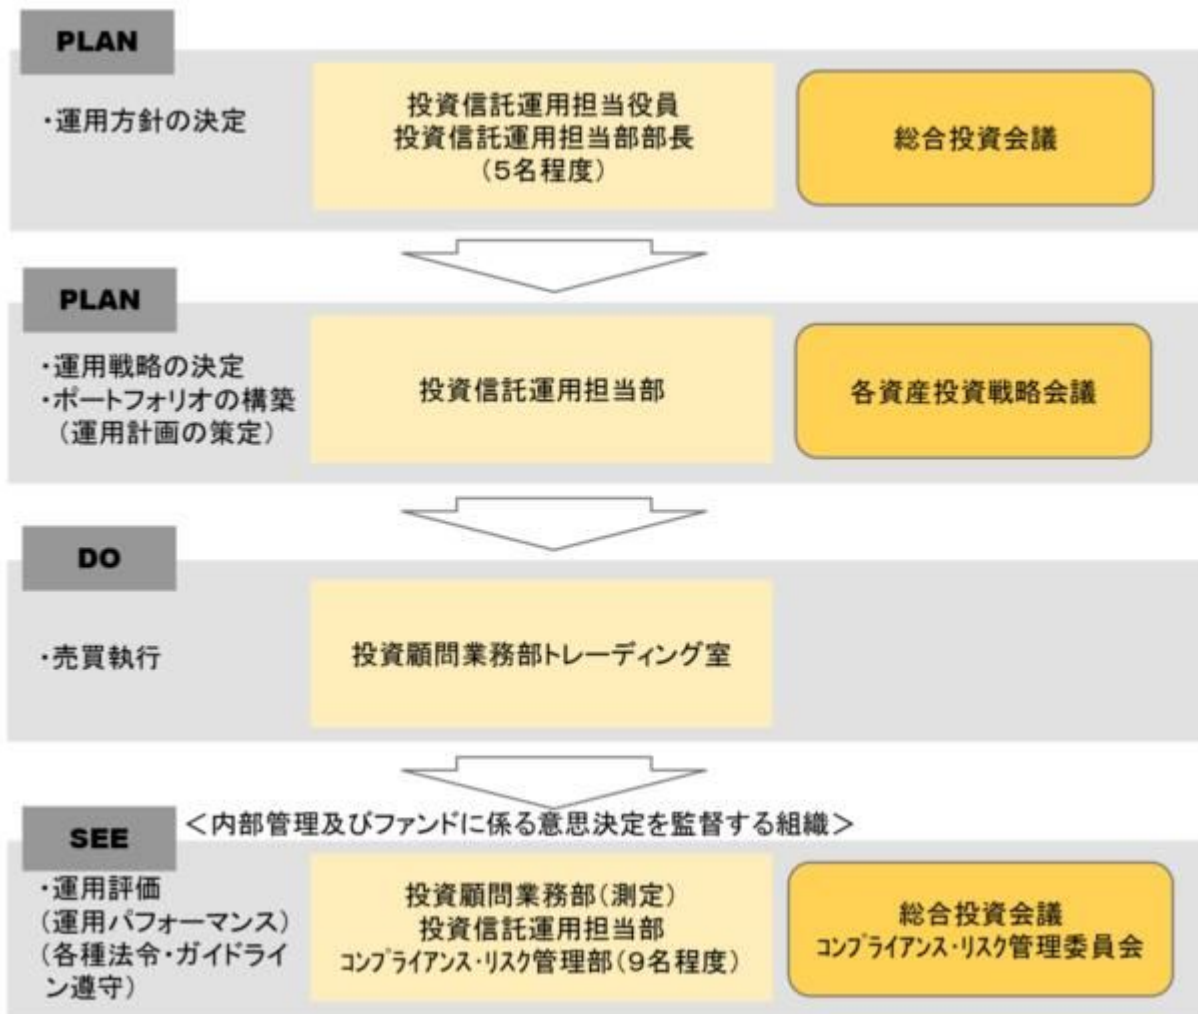 PLAN
・運用方針の決定
投資信託運用担当役員
投資信託運用担当部部長
(5名程度)
総合投資会議
PLAN
・運用戦略の決定
・ポートフォリオの構築
(運用計画の策定)
投資信託運用担当部
各資産投資戦略会議
DO
・売買執行
投資顧問業務部トレーディング室
SEE
＜内部管理及びファンドに係る意思決定を監督する組織＞
・運用評価
(運用パフォーマンス)
(各種法令・ガイドライ
ン遵守)
投資顧問業務部(測定)
投資信託運用担当部
ｺﾝﾌﾟﾗｲｱﾝｽ・ﾘｽｸ管理部(9名程度)
総合投資会議
ｺﾝﾌﾟﾗｲｱﾝｽ・ﾘｽｸ管理委員会